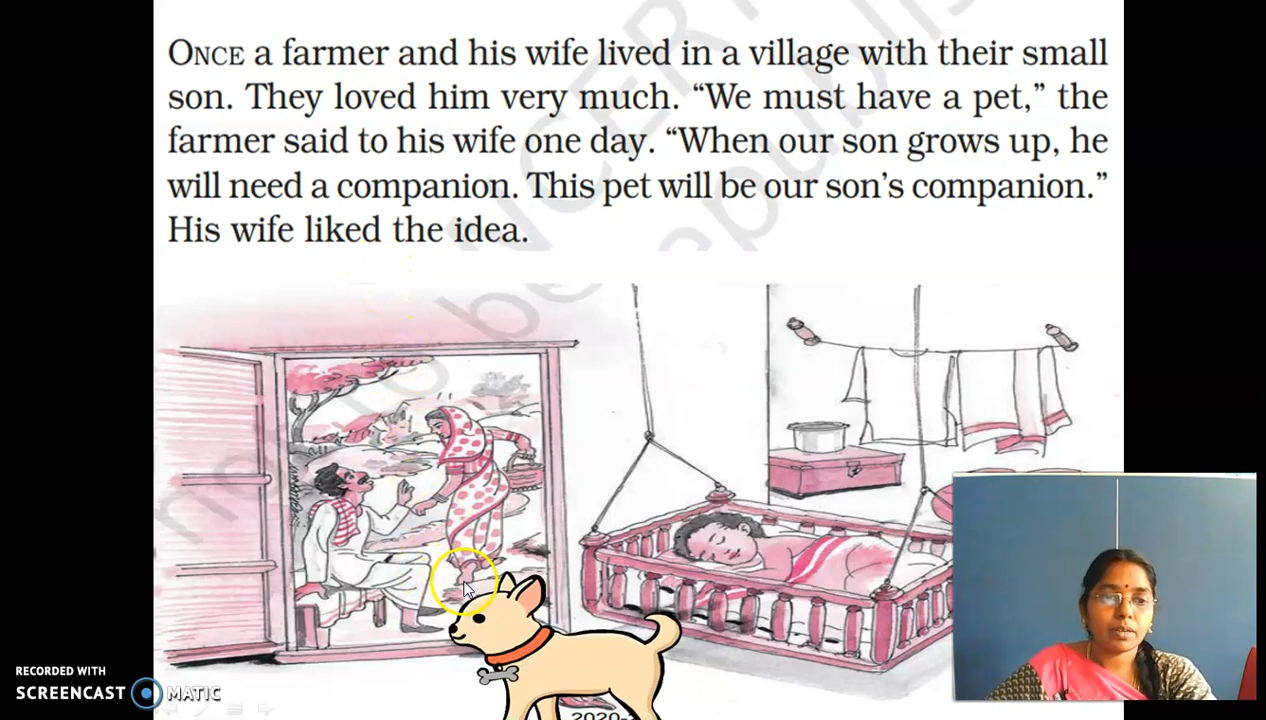 ONCE a farmer and his wife lived in a village with their small
son. They loved him very much. “We must have a pet,” the
farmer said to his wife one day. “When our son grows up, he
will need a companion. This pet will be our son’s companion.”
His wife liked the idea.
RECORDED WITH
SCREENCAST MATIC